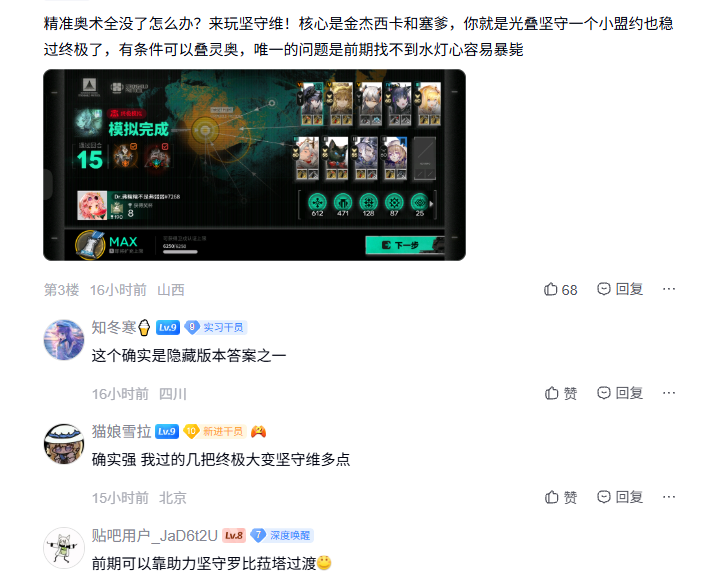 精准奥术全没了怎么办？来玩坚守维！核心是金杰西卡和塞爹，你就是光叠坚守一个小盟约也稳
过终极了，有条件可以叠灵奥，唯一的问题是前期找不到水灯心容易暴毙
模拟完成
15
8
612 471 128 87 25
MAX
下一步
第3楼 16小时前 山西 68 回复
知冬寒 Lv.9 9 实习干员
这个确实是隐藏版本答案之一
16小时前 四川 赞 回复
猫娘雪拉 Lv.9 10 新进干员
确实强 我过的几把终极大变坚守维多点
15小时前 北京 赞 回复
贴吧用户_JaD6t2U Lv.8 7 深度唤醒
前期可以靠助力坚守罗比菈塔过渡